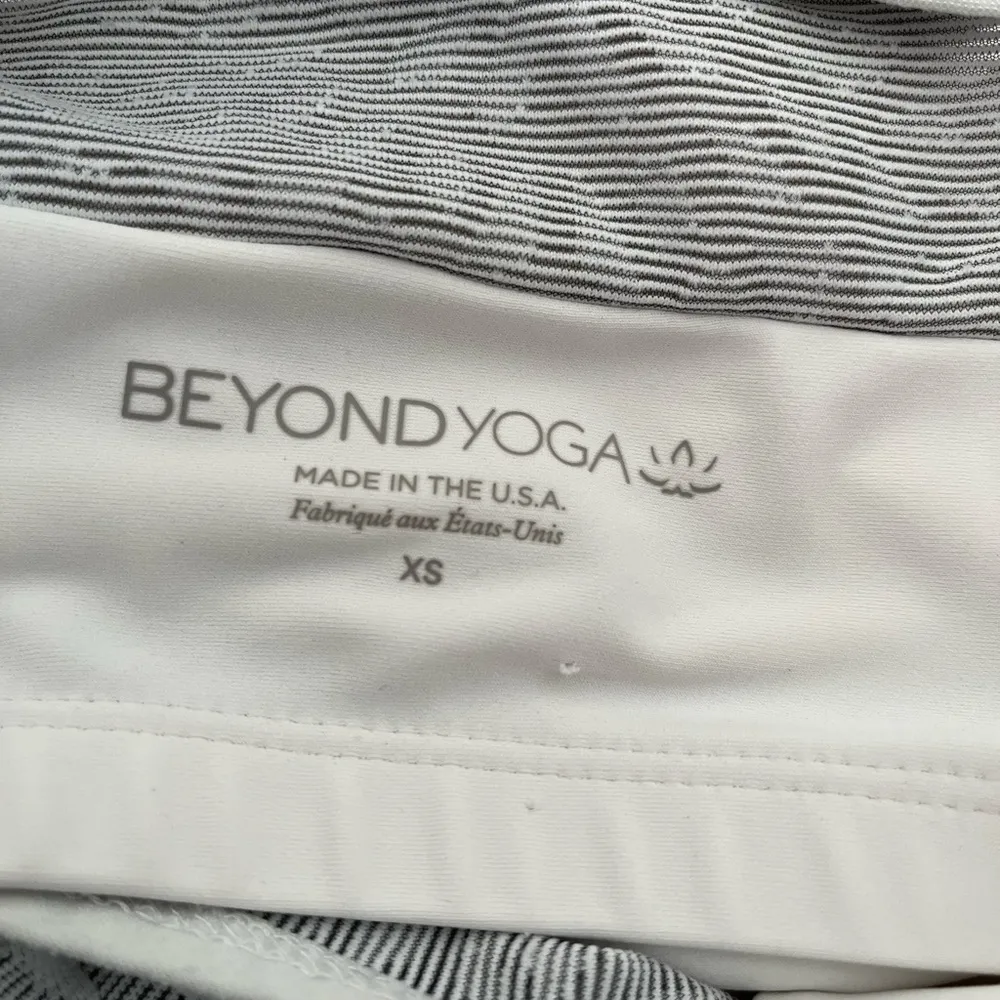 BEYOND YOGA
MADE IN THE U.S.A.
Fabriqué aux États-Unis
XS